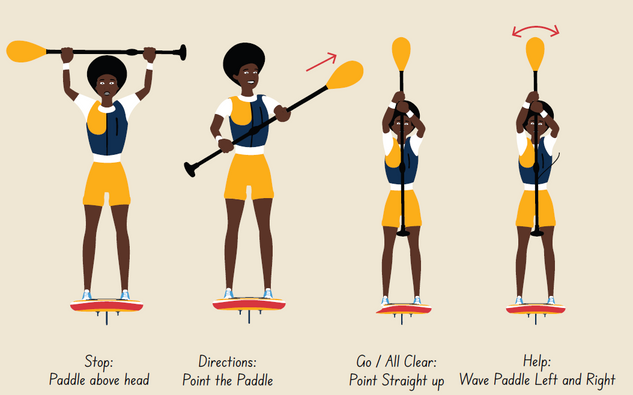 Stop:
Paddle above head
Directions:
Point the Paddle
Go / All Clear:
Point Straight up
Help:
Wave Paddle Left and Right